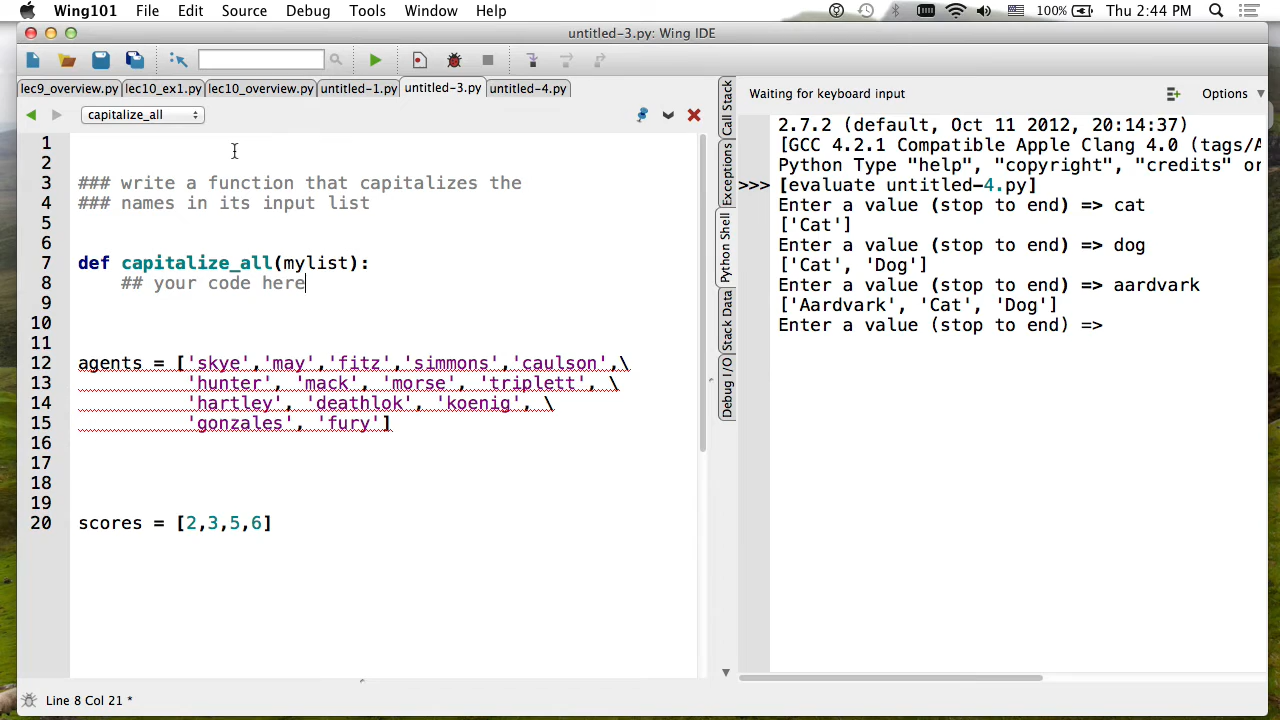 Wing101 File Edit Source Debug Tools Window Help 100% Thu 2:44 PM
untitled-3.py: Wing IDE
lec9_overview.py lec10_ex1.py lec10_overview.py untitled-1.py untitled-3.py untitled-4.py
capitalize_all
1
2
3 ### write a function that capitalizes the
4 ### names in its input list
5
6
7 def capitalize_all(mylist):
8 ## your code here
9
10
11
12 agents = ['skye','may','fitz','simmons','caulson',\
13 'hunter', 'mack', 'morse', 'triplett', \
14 'hartley', 'deathlok', 'koenig', \
15 'gonzales', 'fury']
16
17
18
19
20 scores = [2,3,5,6]
Line 8 Col 21 *
Call Stack
Exceptions
Python Shell
Stack Data
Debug I/O
Waiting for keyboard input Options
2.7.2 (default, Oct 11 2012, 20:14:37)
[GCC 4.2.1 Compatible Apple Clang 4.0 (tags/A
Python Type "help", "copyright", "credits" or
>>> [evaluate untitled-4.py]
Enter a value (stop to end) => cat
['Cat']
Enter a value (stop to end) => dog
['Cat', 'Dog']
Enter a value (stop to end) => aardvark
['Aardvark', 'Cat', 'Dog']
Enter a value (stop to end) =>